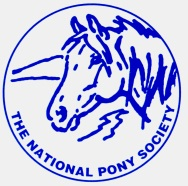 THE NATIONAL PONY SOCIETY